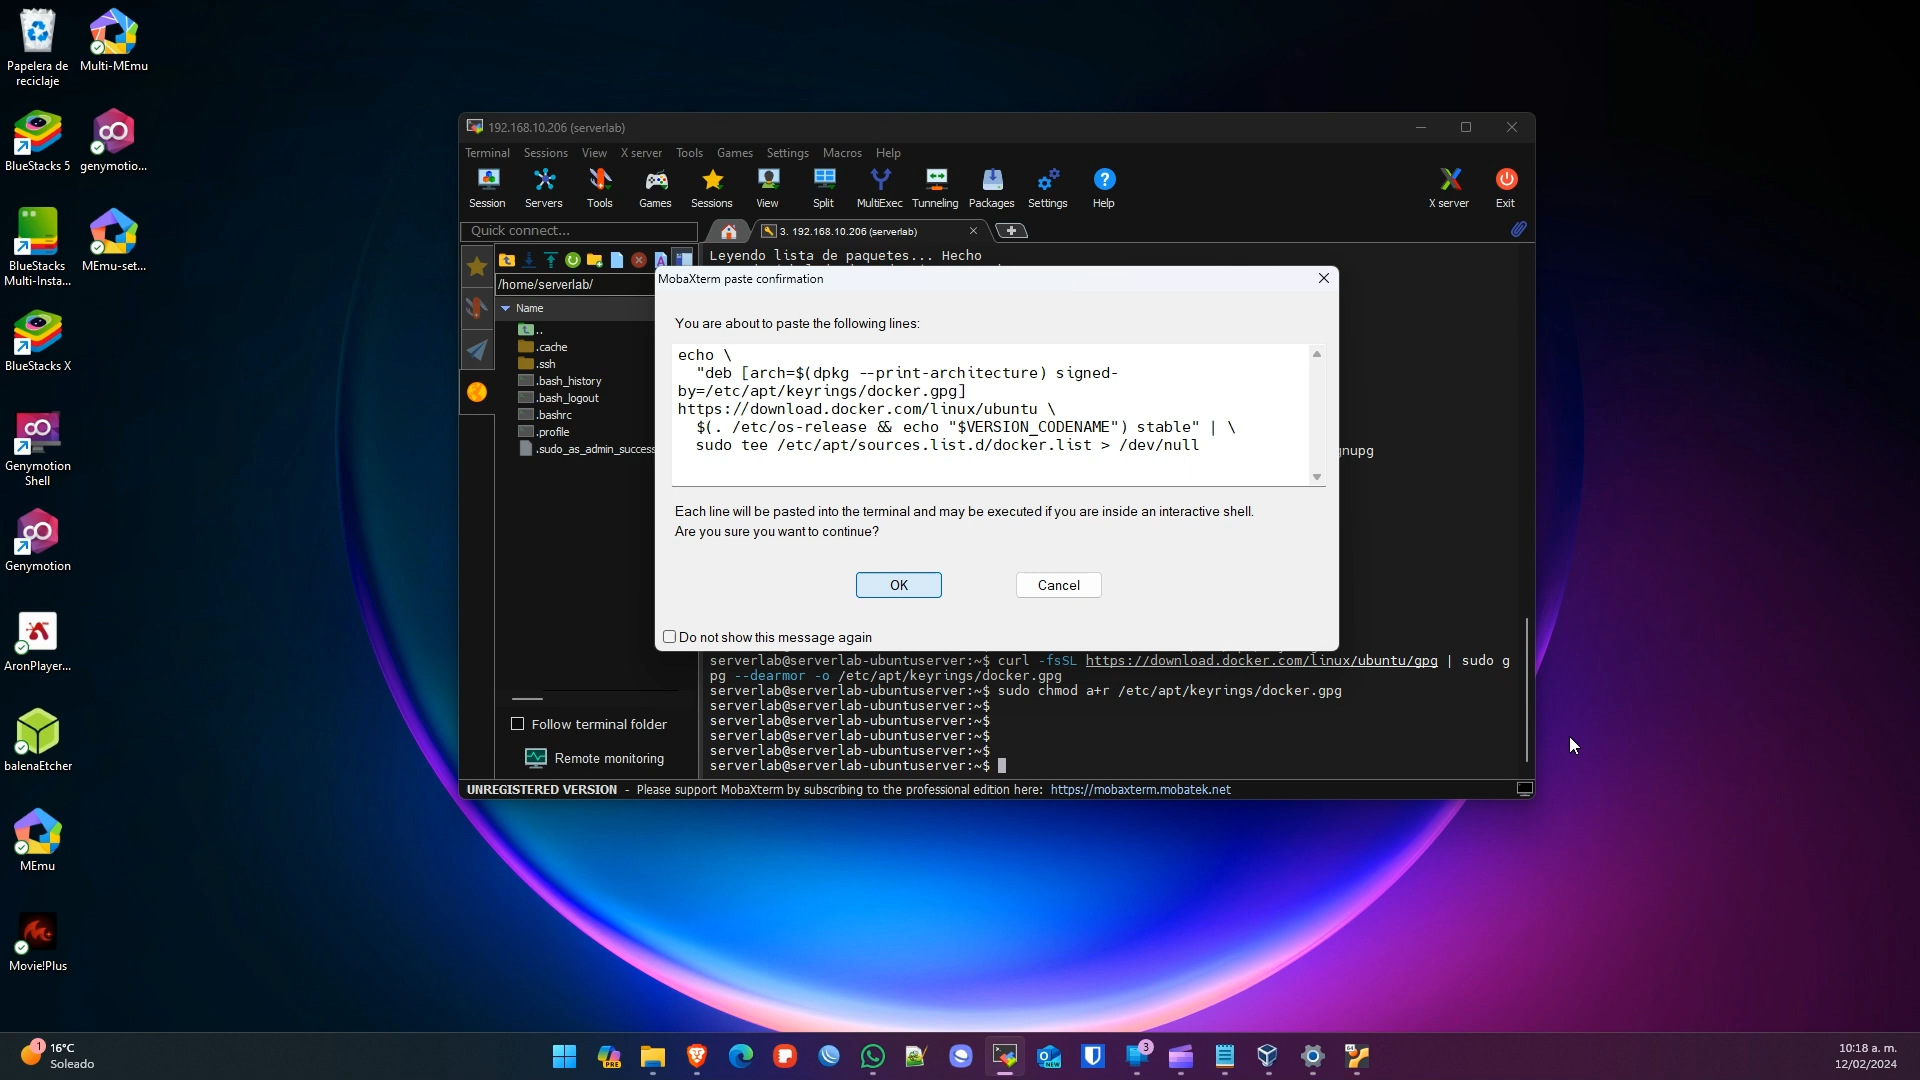 Papelera de
reciclaje
Multi-MEmu
BlueStacks 5
genymotio...
BlueStacks
Multi-Insta...
MEmu-set...
BlueStacks X
Genymotion
Shell
Genymotion
AronPlayer...
balenaEtcher
MEmu
Movie!Plus
192.168.10.206 (serverlab)
Terminal Sessions View X server Tools Games Settings Macros Help
Session Servers Tools Games Sessions View Split MultiExec Tunneling Packages Settings Help X server Exit
Quick connect...
3. 192.168.10.206 (serverlab)
/home/serverlab/
Name
..
.cache
.ssh
.bash_history
.bash_logout
.bashrc
.profile
.sudo_as_admin_success
Follow terminal folder
Remote monitoring
Leyendo lista de paquetes... Hecho
MobaXterm paste confirmation
You are about to paste the following lines:
echo \
"deb [arch=$(dpkg --print-architecture) signed-
by=/etc/apt/keyrings/docker.gpg]
https://download.docker.com/linux/ubuntu \
$(. /etc/os-release && echo "$VERSION_CODENAME") stable" | \
sudo tee /etc/apt/sources.list.d/docker.list > /dev/null
Each line will be pasted into the terminal and may be executed if you are inside an interactive shell.
Are you sure you want to continue?
OK Cancel
Do not show this message again
nupg
serverlab@serverlab-ubuntuserver:~$ curl -fsSL https://download.docker.com/linux/ubuntu/gpg | sudo g
pg --dearmor -o /etc/apt/keyrings/docker.gpg
serverlab@serverlab-ubuntuserver:~$ sudo chmod a+r /etc/apt/keyrings/docker.gpg
serverlab@serverlab-ubuntuserver:~$
serverlab@serverlab-ubuntuserver:~$
serverlab@serverlab-ubuntuserver:~$
serverlab@serverlab-ubuntuserver:~$
serverlab@serverlab-ubuntuserver:~$
UNREGISTERED VERSION - Please support MobaXterm by subscribing to the professional edition here: https://mobaxterm.mobatek.net
1
16°C
Soleado
PRE
NEW
3
64
10:18 a. m.
12/02/2024